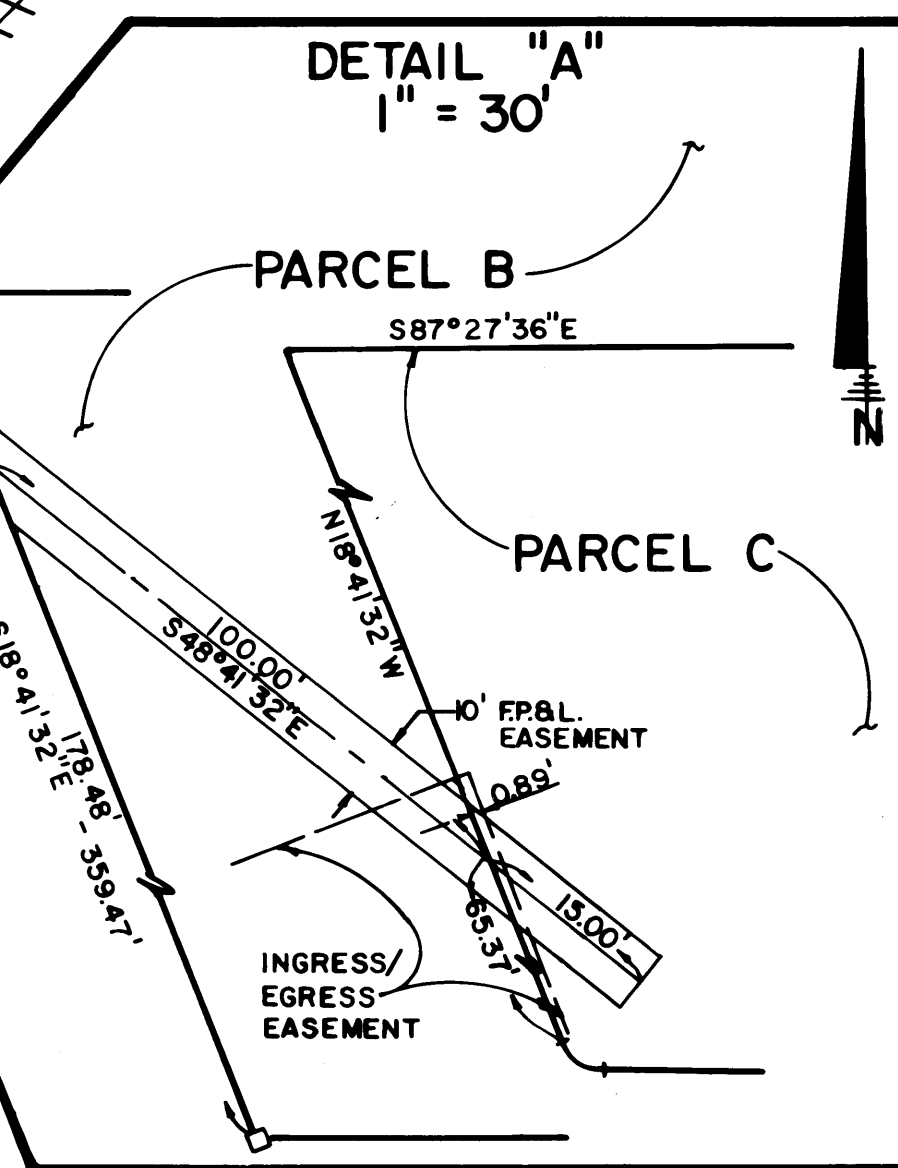 DETAIL "A"
1" = 30'
PARCEL B
S87°27'36"E
N
N18°41'32"W
PARCEL C
100.00'
S48°41'32"E
10' F.P.&L.
EASEMENT
0.89'
S18°41'32"E
178.48' - 359.47'
15.00'
65.37'
INGRESS/
EGRESS
EASEMENT